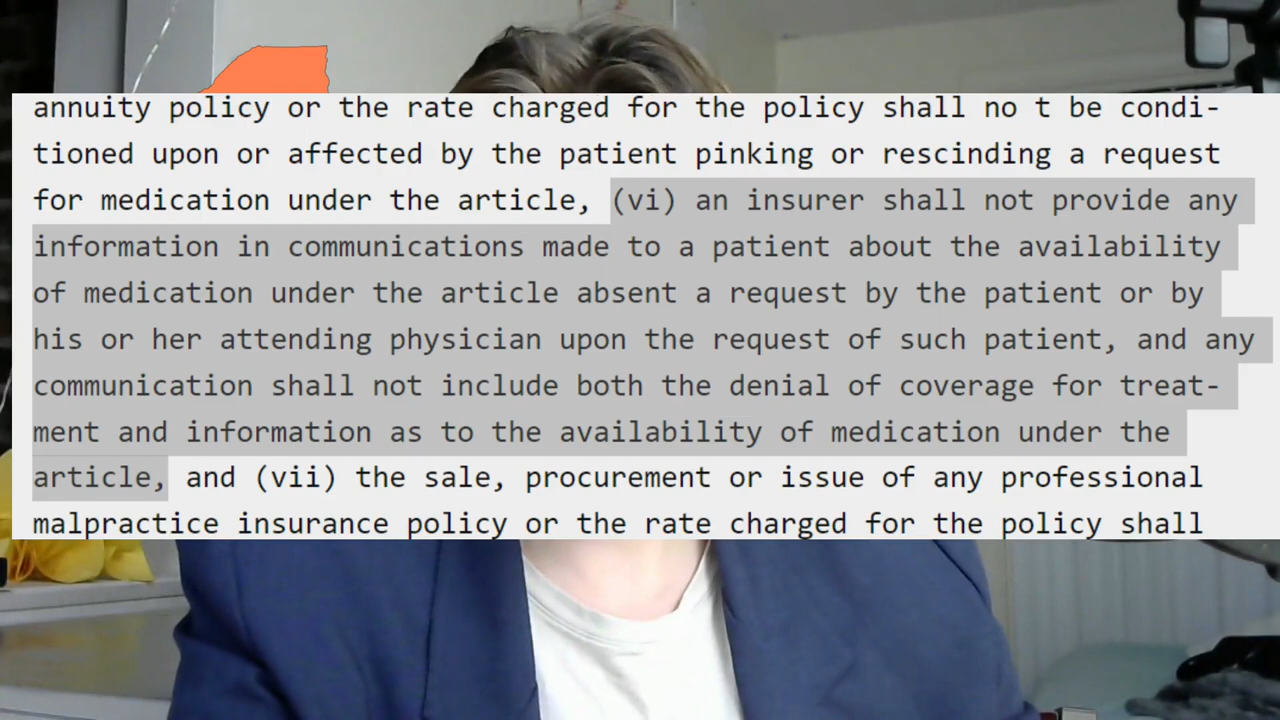 annuity policy or the rate charged for the policy shall no t be condi-
tioned upon or affected by the patient pinking or rescinding a request
for medication under the article, (vi) an insurer shall not provide any
information in communications made to a patient about the availability
of medication under the article absent a request by the patient or by
his or her attending physician upon the request of such patient, and any
communication shall not include both the denial of coverage for treat-
ment and information as to the availability of medication under the
article, and (vii) the sale, procurement or issue of any professional
malpractice insurance policy or the rate charged for the policy shall